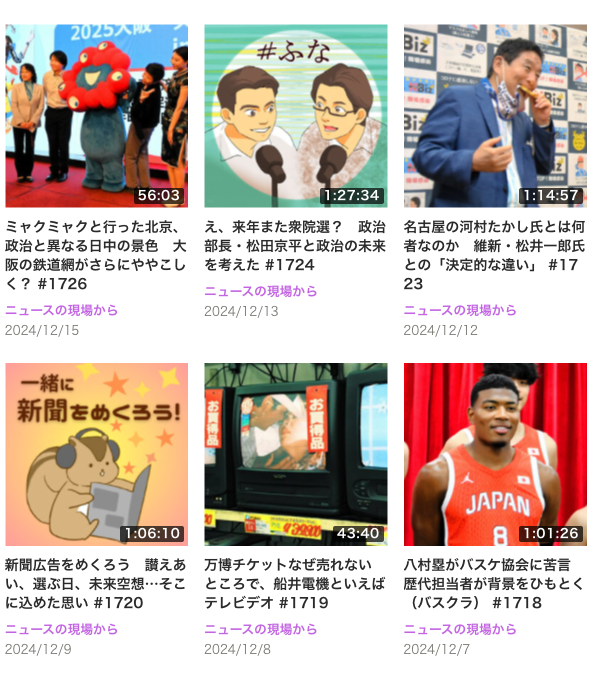 2025大阪
56:03
ミャクミャクと行った北京、
政治と異なる日中の景色　大
阪の鉄道網がさらにややこし
く？ #1726
ニュースの現場から
2024/12/15
#ふな
1:27:34
え、来年また衆院選？　政治
部長・松田京平と政治の未来
を考えた #1724
ニュースの現場から
2024/12/13
Biz
1:14:57
名古屋の河村たかし氏とは何
者なのか　維新・松井一郎氏
との「決定的な違い」 #17
23
ニュースの現場から
2024/12/12
一緒に
新聞をめくろう!
1:06:10
新聞広告をめくろう　讃えあ
い、選ぶ日、未来空想…そこ
に込めた思い #1720
ニュースの現場から
2024/12/9
お買得品
お買得品
43:40
万博チケットなぜ売れない
ところで、船井電機といえば
テレビデオ #1719
ニュースの現場から
2024/12/8
JAPAN
8
1:01:26
八村塁がバスケ協会に苦言
歴代担当者が背景をひもとく
（バスクラ） #1718
ニュースの現場から
2024/12/7